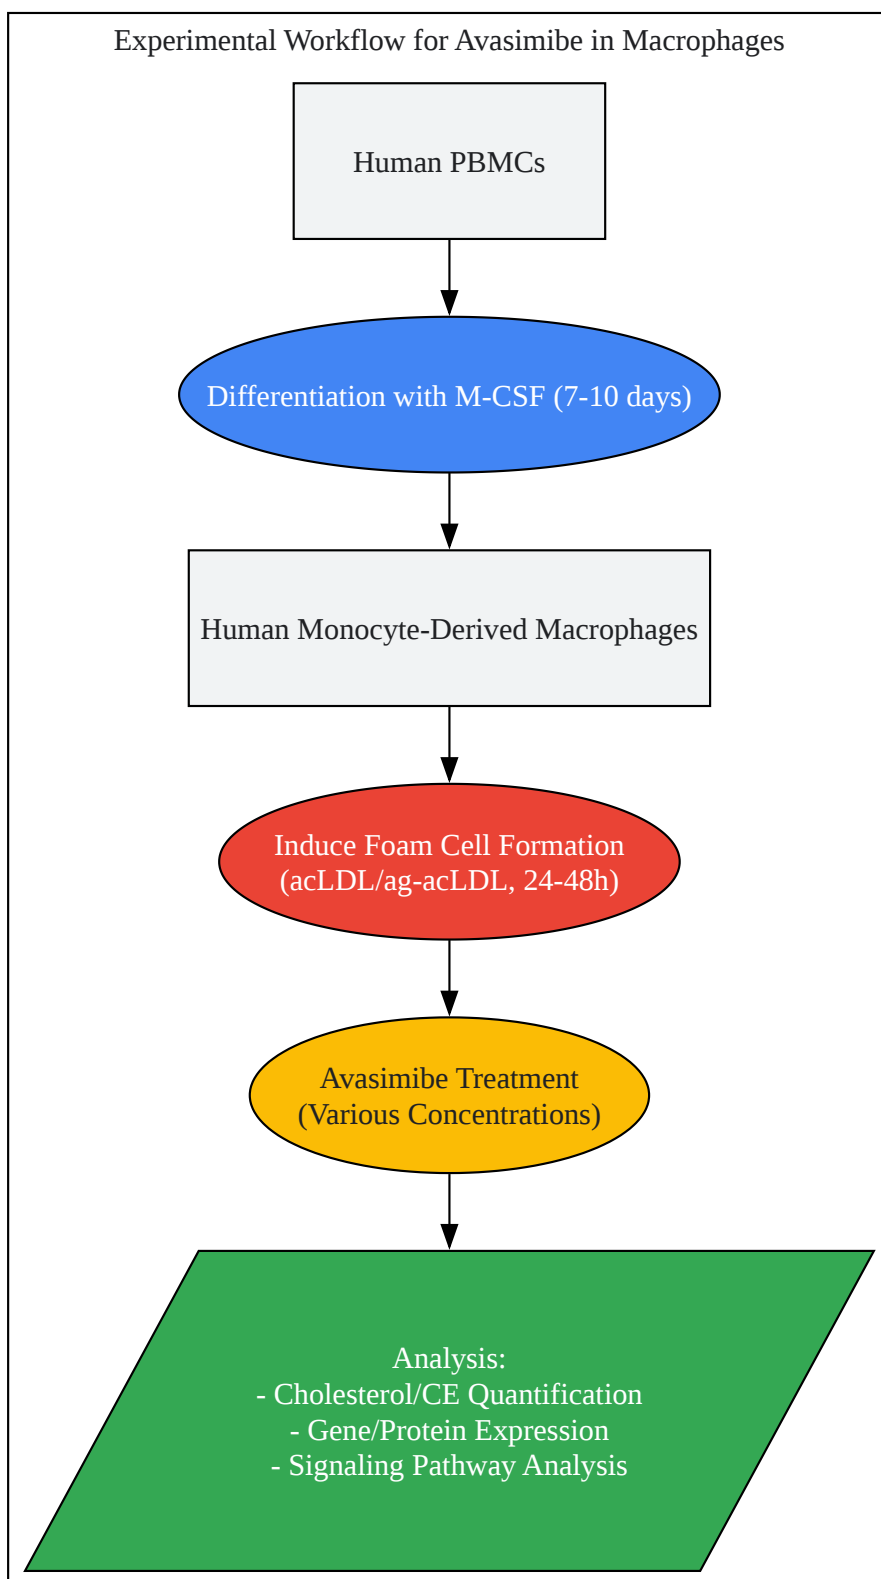 Experimental Workflow for Avasimibe in Macrophages
Human PBMCs
Differentiation with M-CSF (7-10 days)
Human Monocyte-Derived Macrophages
Induce Foam Cell Formation
(acLDL/ag-acLDL, 24-48h)
Avasimibe Treatment
(Various Concentrations)
Analysis:
- Cholesterol/CE Quantification
- Gene/Protein Expression
- Signaling Pathway Analysis